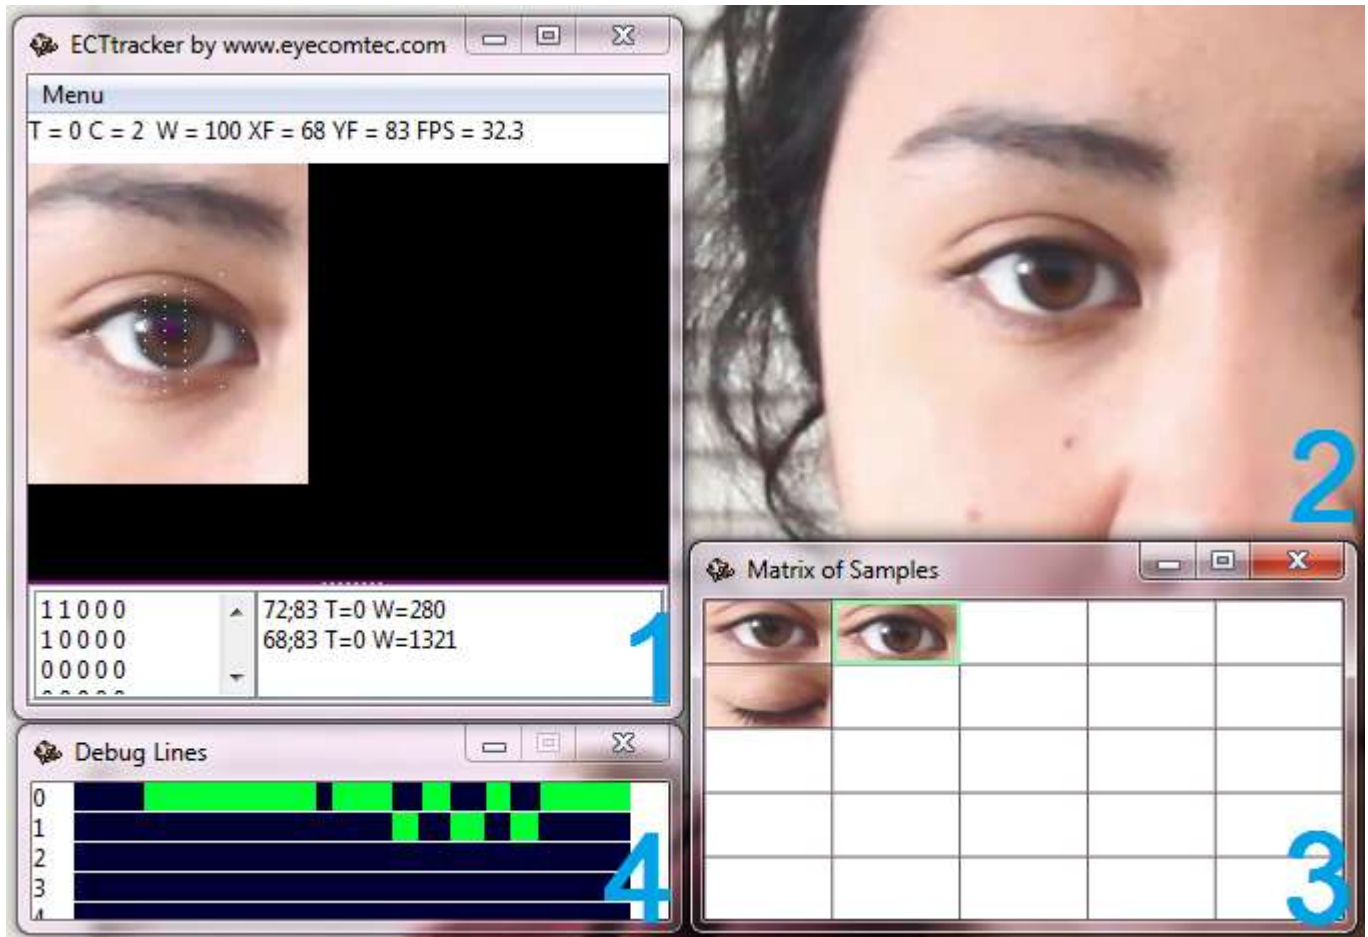 ECTtracker by www.eyecomtec.com
Menu
T = 0 C = 2 W = 100 XF = 68 YF = 83 FPS = 32.3
1 1 0 0 0
1 0 0 0 0
0 0 0 0 0
72;83 T=0 W=280
68;83 T=0 W=1321
1
2
Matrix of Samples
3
Debug Lines
0
1
2
3
4
4